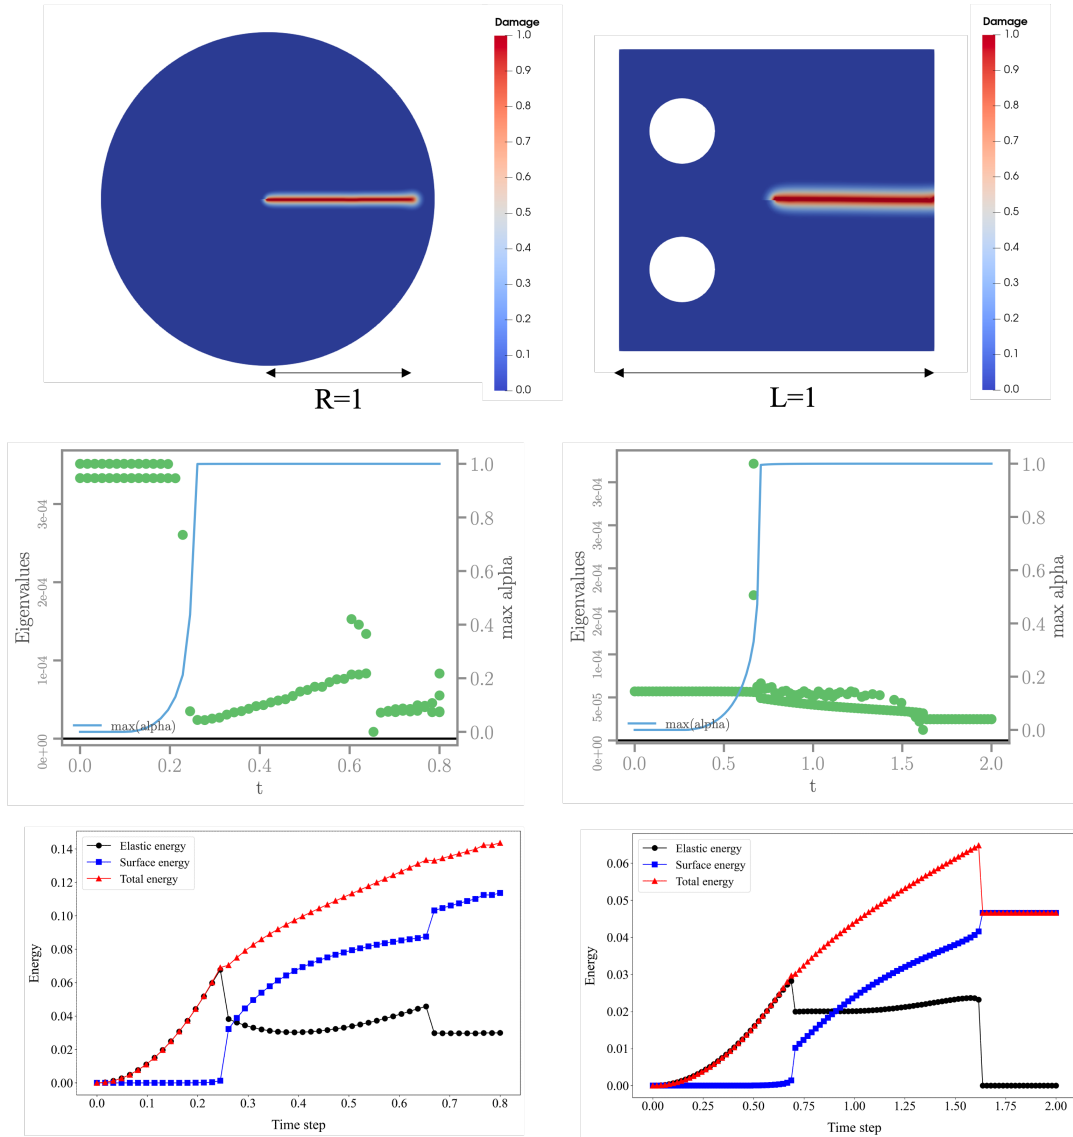 Damage
1.0
0.9
0.8
0.7
0.6
0.5
0.4
0.3
0.2
0.1
0.0
R=1
Damage
1.0
0.9
0.8
0.7
0.6
0.5
0.4
0.3
0.2
0.1
0.0
L=1
Eigenvalues
3e-04
2e-04
1e-04
0e+00
max(alpha)
1.0
0.8
0.6
0.4
0.2
0.0
max alpha
0.0 0.2 0.4 0.6 0.8
t
Eigenvalues
3e-04
3e-04
2e-04
2e-04
1e-04
5e-05
0e+00
max(alpha)
1.0
0.8
0.6
0.4
0.2
0.0
max alpha
0.0 0.5 1.0 1.5 2.0
t
Elastic energy
Surface energy
Total energy
Energy
0.14
0.12
0.10
0.08
0.06
0.04
0.02
0.00
0.0 0.1 0.2 0.3 0.4 0.5 0.6 0.7 0.8
Time step
Elastic energy
Surface energy
Total energy
Energy
0.06
0.05
0.04
0.03
0.02
0.01
0.00
0.00 0.25 0.50 0.75 1.00 1.25 1.50 1.75 2.00
Time step